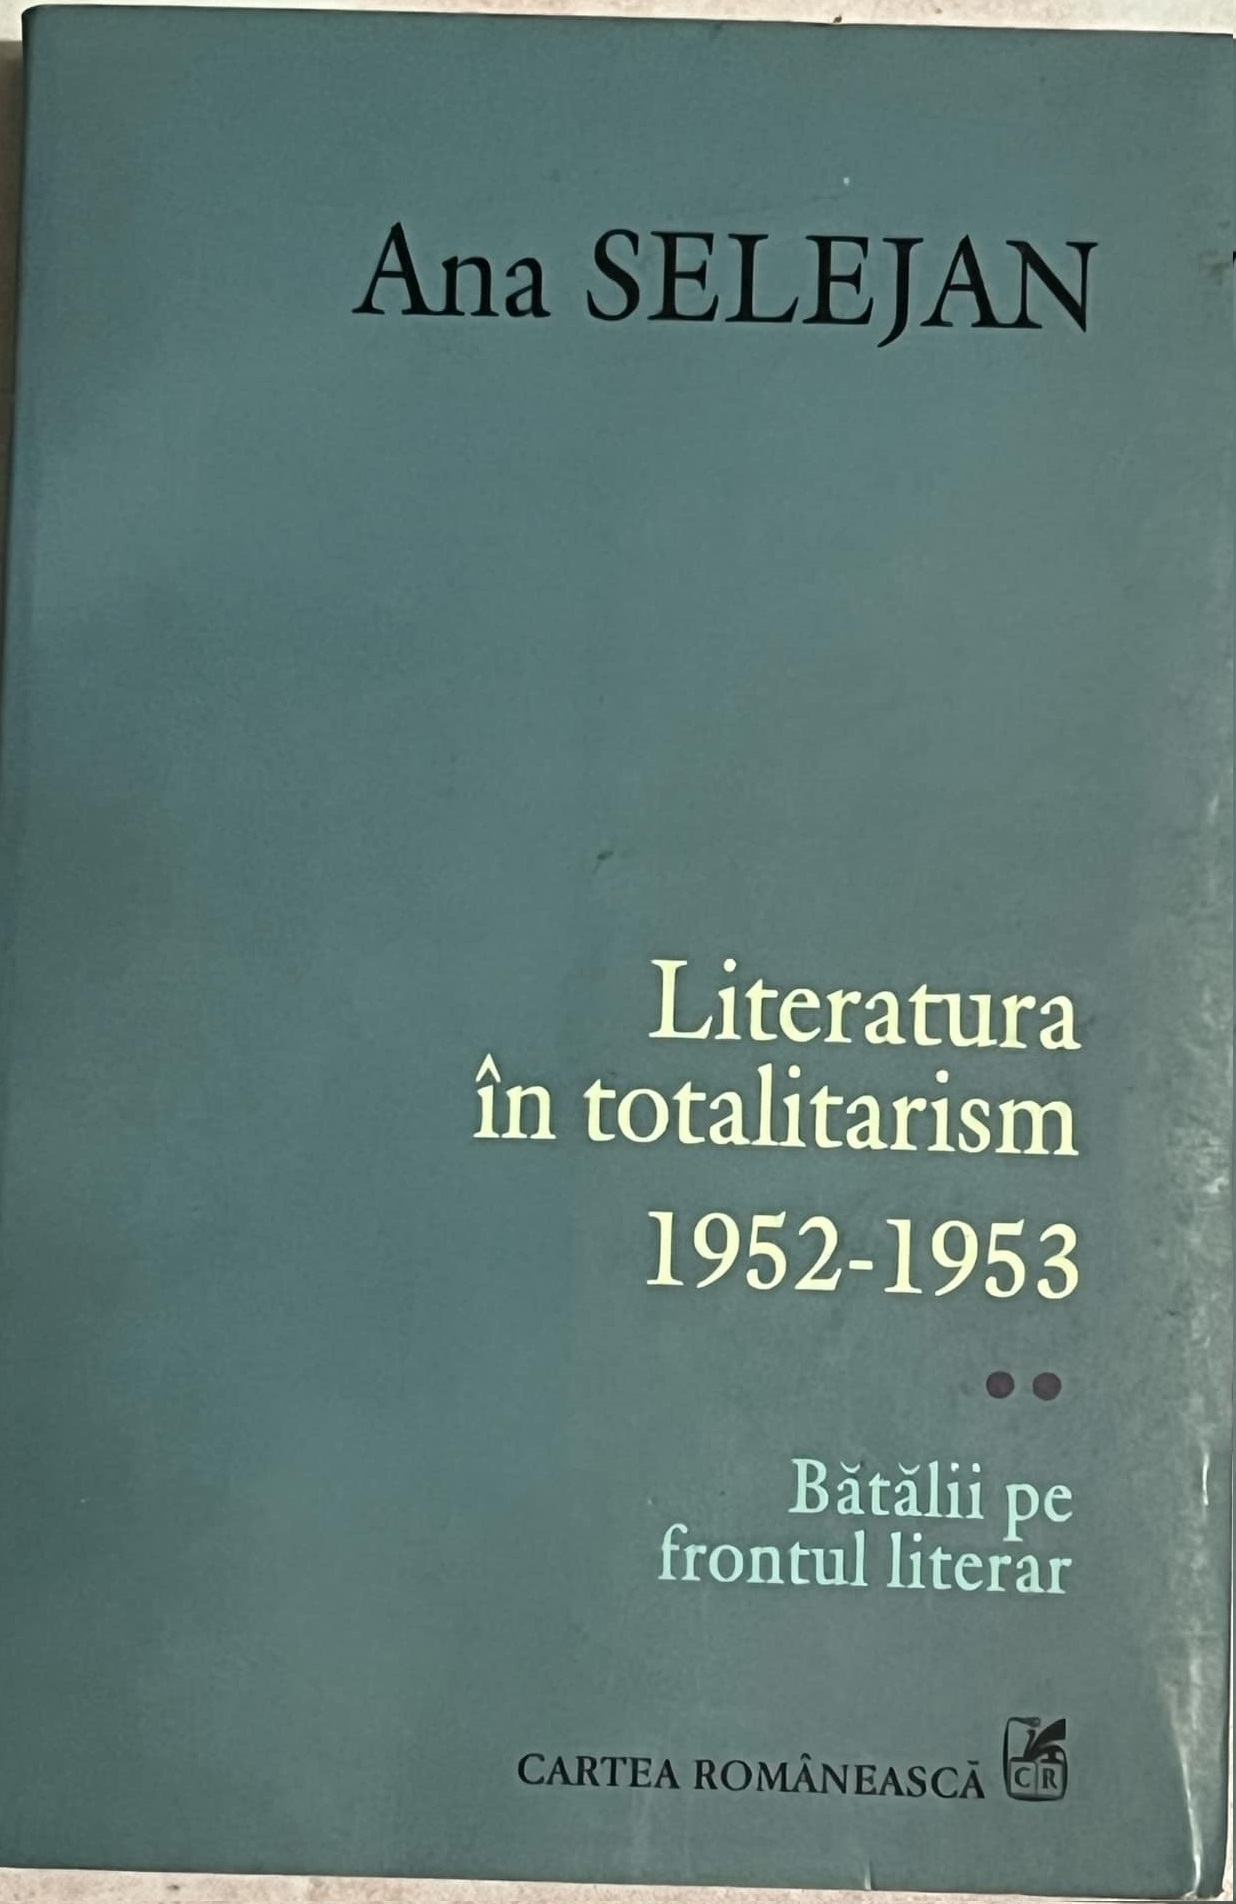 Ana SELEJAN
Literatura
în totalitarism
1952-1953
Bătălii pe
frontul literar
CARTEA ROMÂNEASCĂ
CR